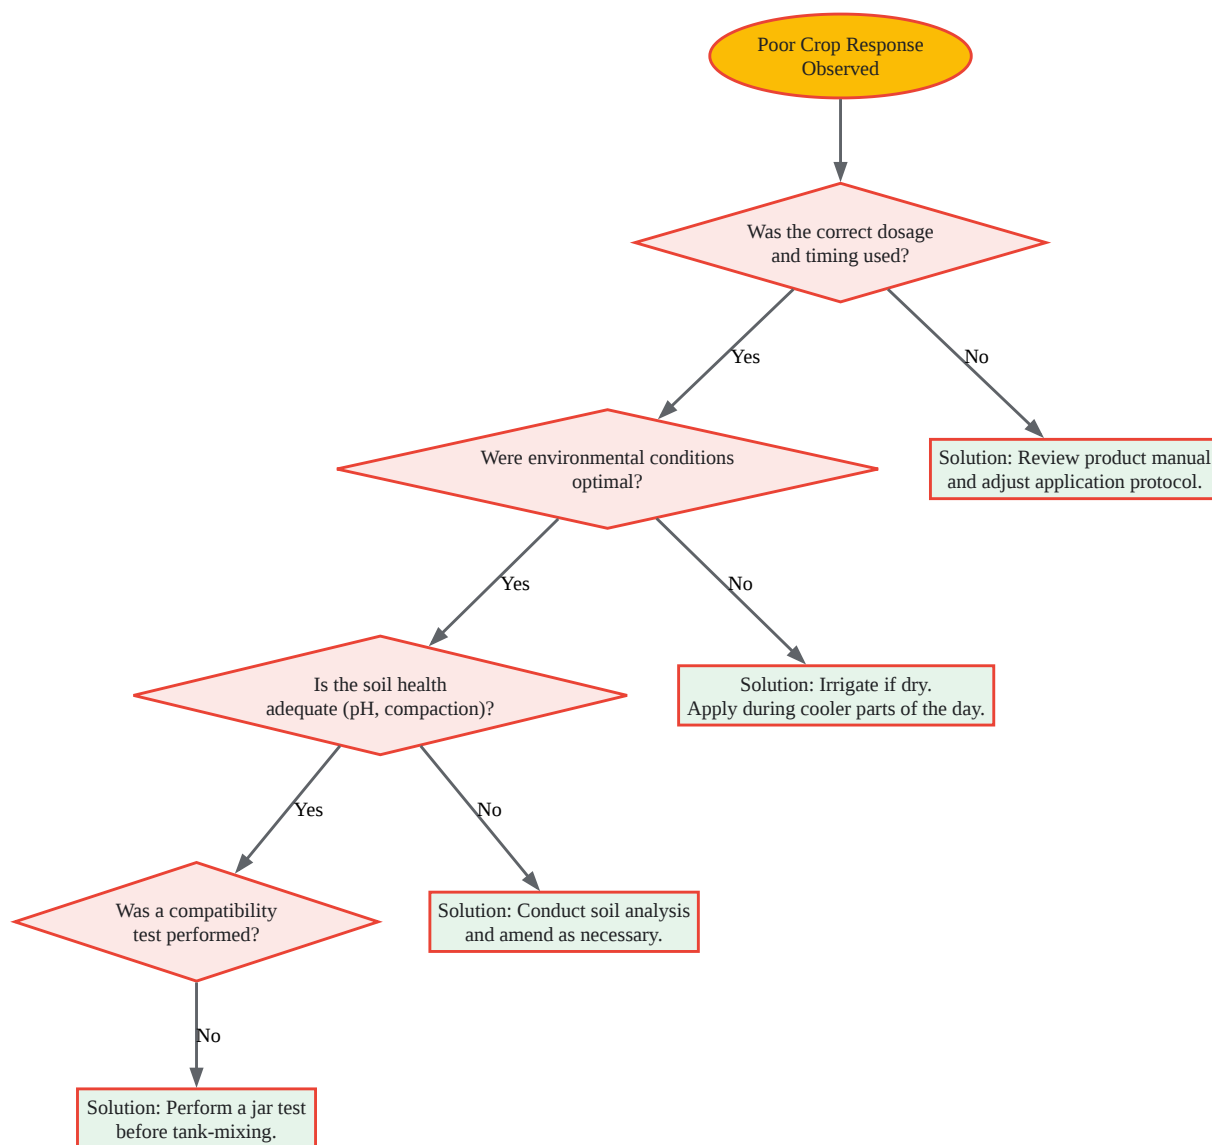 Poor Crop Response
Observed
Was the correct dosage
and timing used?
Yes
No
Were environmental conditions
optimal?
Solution: Review product manual
and adjust application protocol.
Yes
No
Is the soil health
adequate (pH, compaction)?
Solution: Irrigate if dry.
Apply during cooler parts of the day.
Yes
No
Was a compatibility
test performed?
Solution: Conduct soil analysis
and amend as necessary.
No
Solution: Perform a jar test
before tank-mixing.